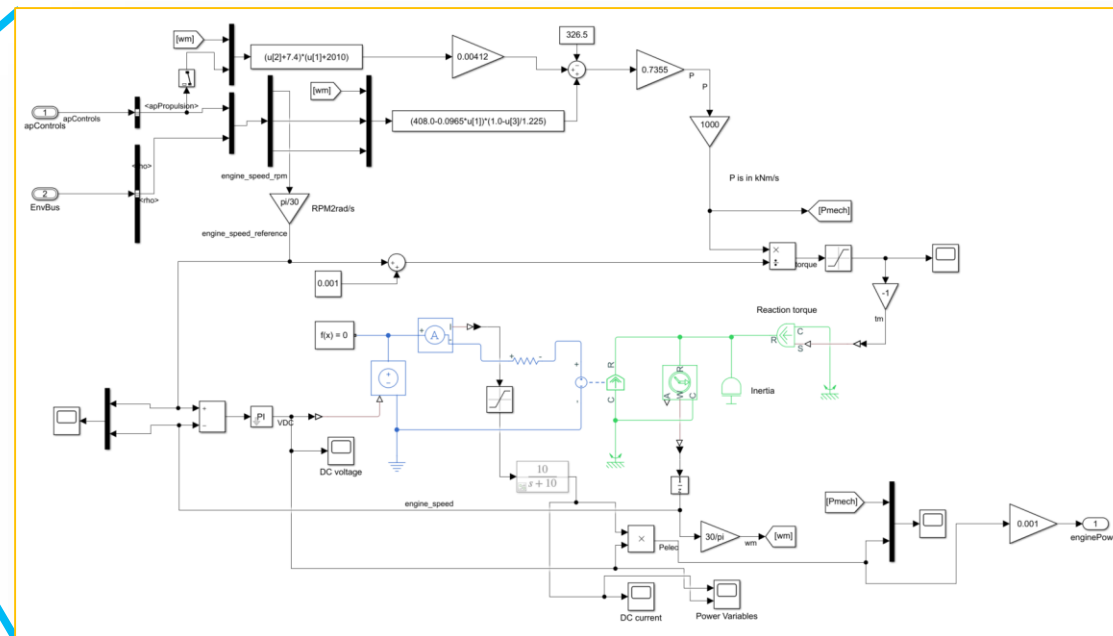 [wm]
(u[2]+7.4)*(u[1]+2010)
0.00412
326.5
0.7355
P
P
1000
P is in kNm/s
[Pmech]
1
apControls
apControls
<apPropulsion>
[wm]
(408.0-0.0965*u[1])*(1.0-u[3]/1.225)
2
EnvBus
<rho>
engine_speed_rpm
pi/30
RPM2rad/s
engine_speed_reference
0.001
torque
-1
tm
Reaction torque
f(x) = 0
A
I
R
C
R
C
A
W
C
R
C
S
Inertia
PI
VDC
DC voltage
10
s+10
engine_speed
Pelec
30/pi
wm
[wm]
DC current
Power Variables
[Pmech]
0.001
1
enginePow